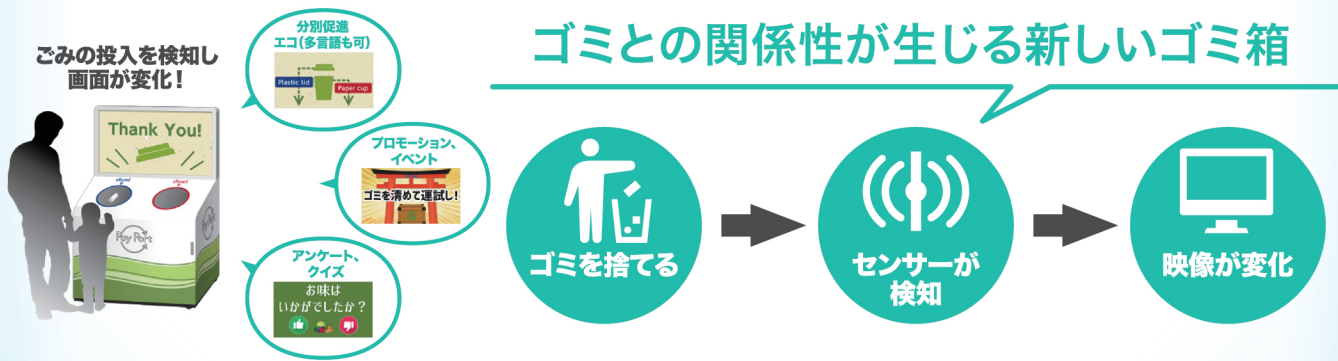 ごみの投入を検知し
画面が変化!
Thank You!
dust
dust
Pay Port
分別促進
エコ(多言語も可)
Plastic lid
Paper cup
プロモーション、
イベント
ゴミを清めて運試し!
アンケート、
クイズ
お味は
いかがでしたか?
ゴミとの関係性が生じる新しいゴミ箱
ゴミを捨てる
センサーが
検知
映像が変化